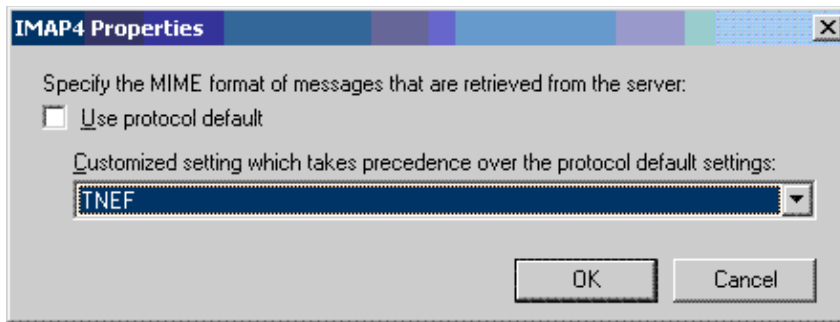 IMAP4 Properties
Specify the MIME format of messages that are retrieved from the server:
Use protocol default
Customized setting which takes precedence over the protocol default settings:
TNEF
OK Cancel